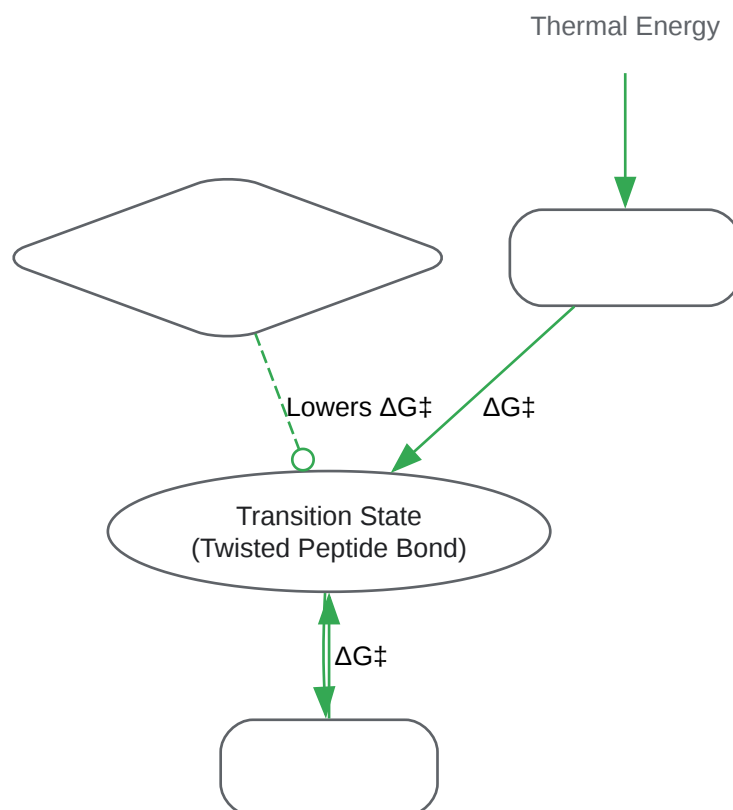 Thermal Energy
Lowers ΔG‡
ΔG‡
Transition State
(Twisted Peptide Bond)
ΔG‡